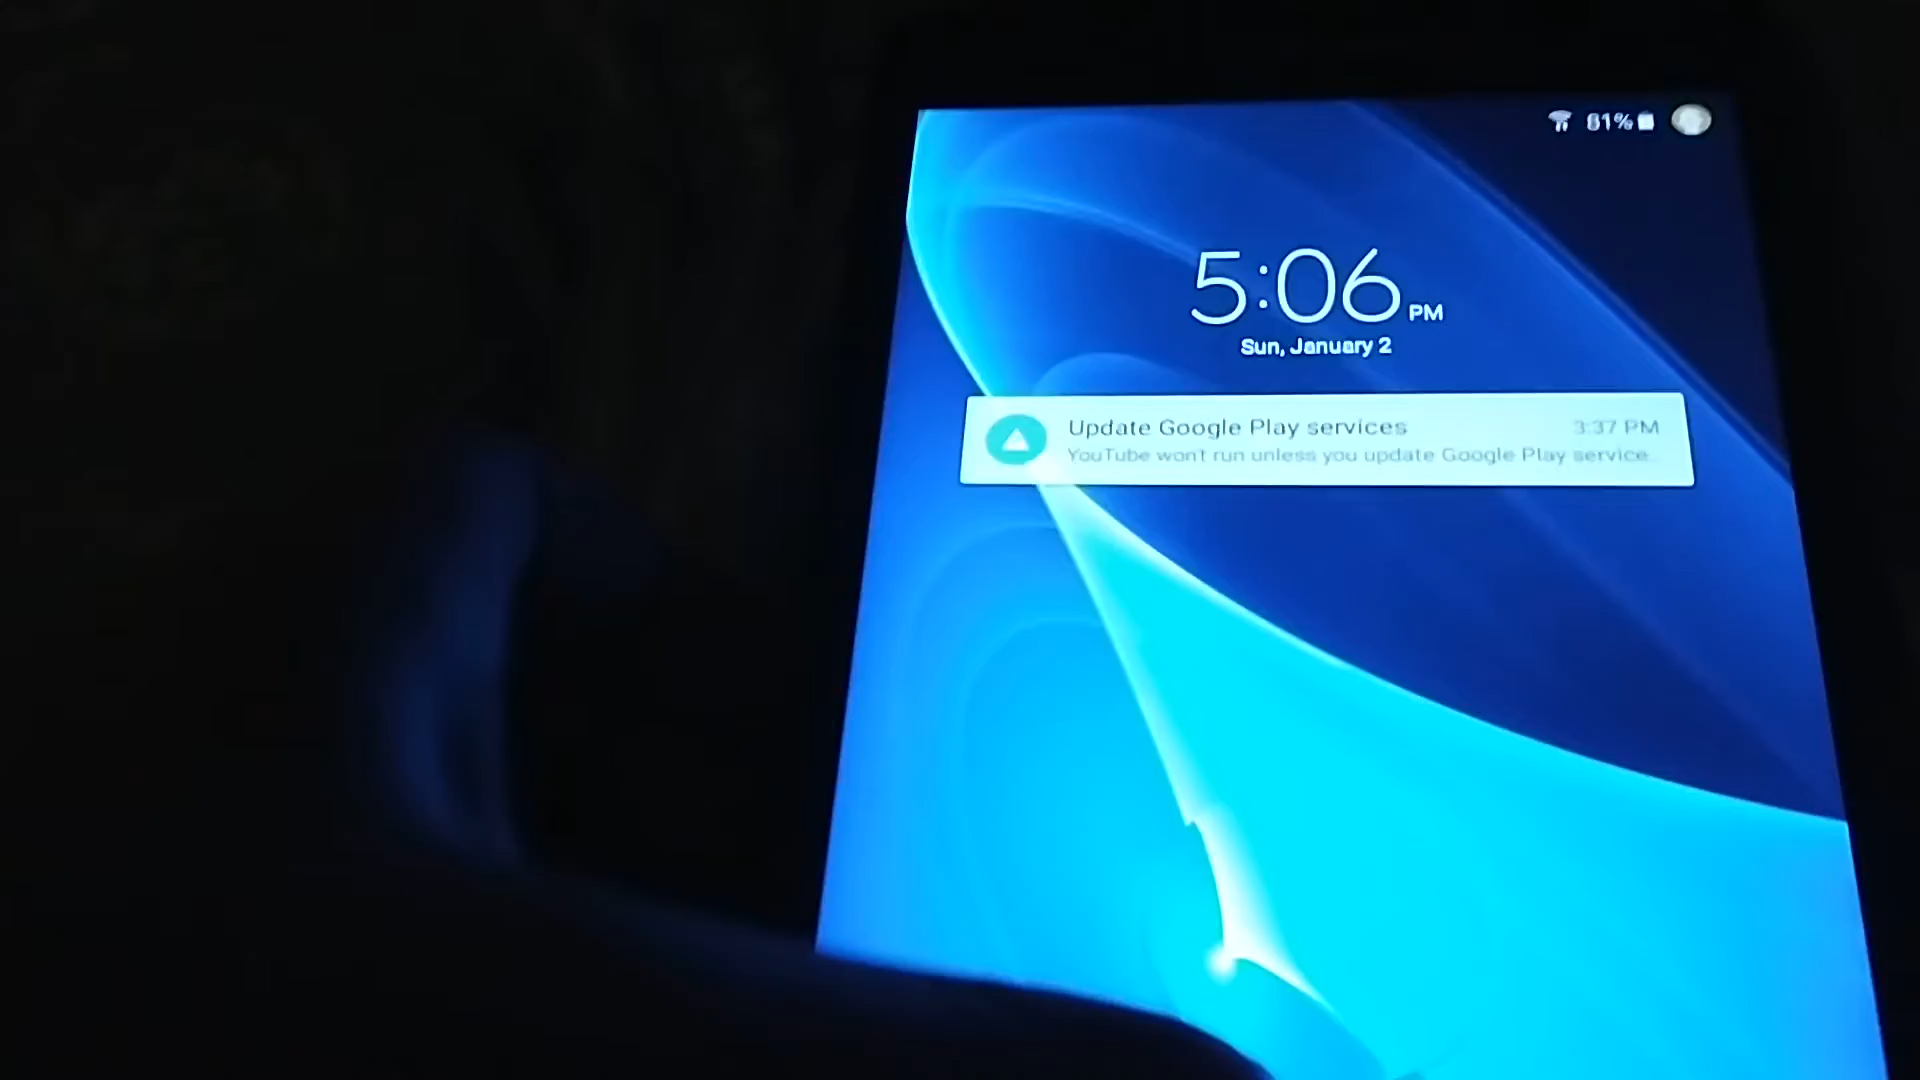 81%
5:06 PM
Sun, January 2
Update Google Play services 3:37 PM
YouTube won't run unless you update Google Play service...